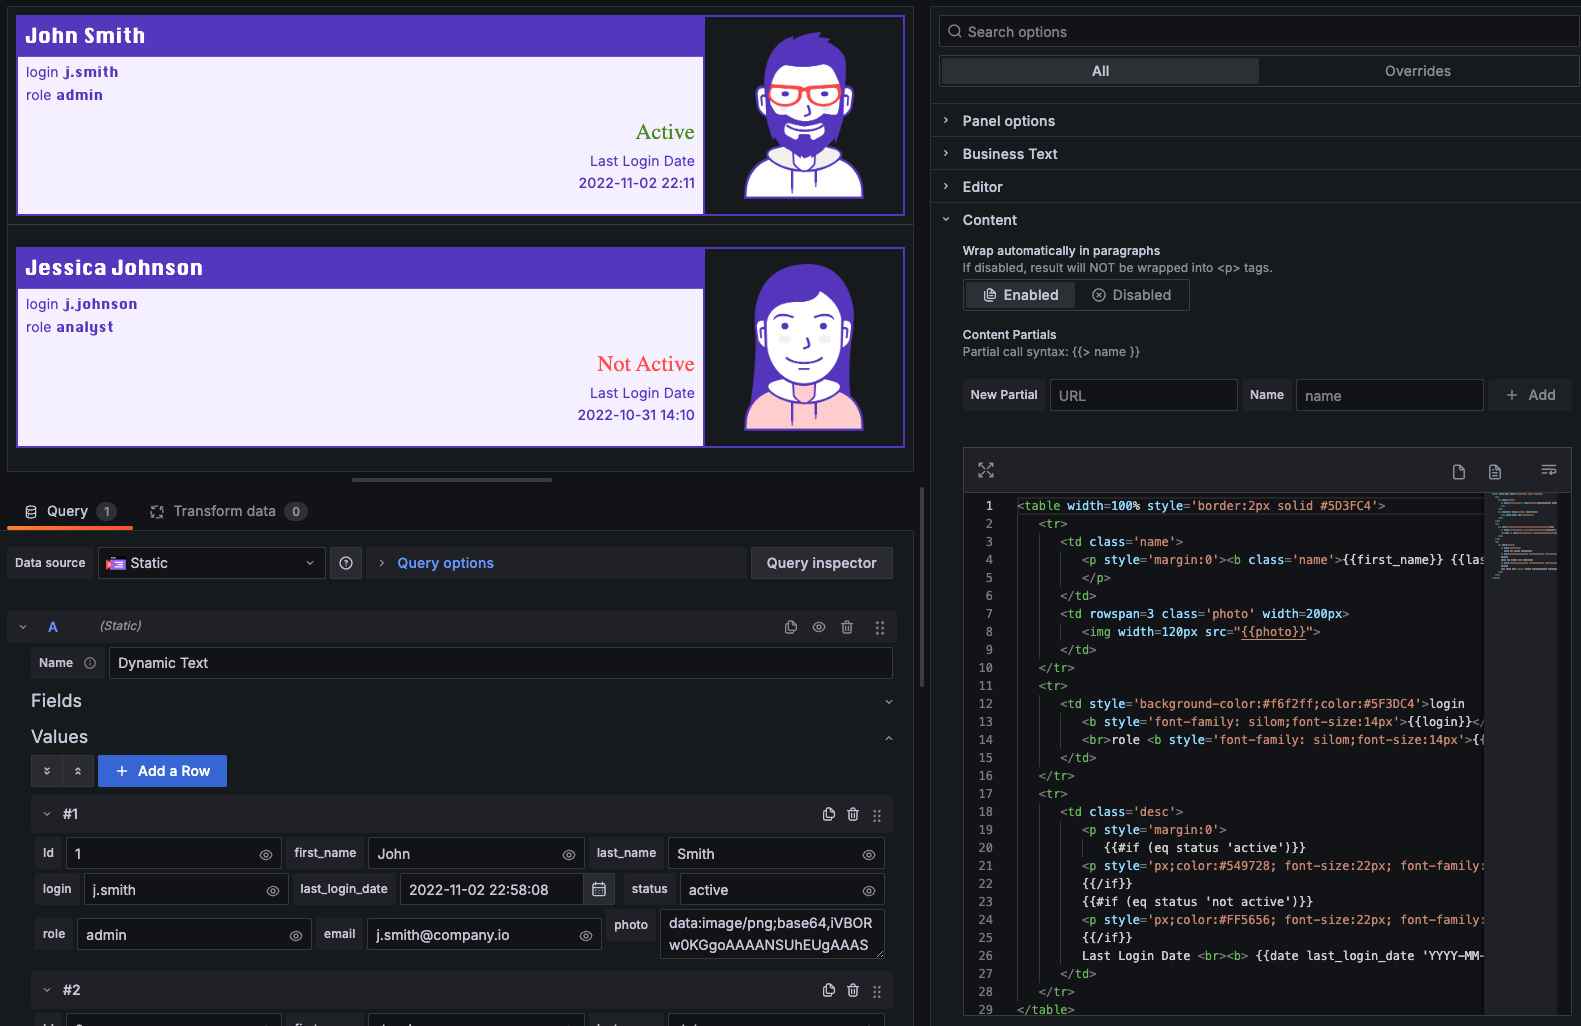 John Smith
login j.smith
role admin
Active
Last Login Date
2022-11-02 22:11
Jessica Johnson
login j.johnson
role analyst
Not Active
Last Login Date
2022-10-31 14:10
Query 1
Transform data 0
Data source
Static
Query options
Query inspector
A
(Static)
Name
Dynamic Text
Fields
Values
Add a Row
#1
Id
1
first_name
John
last_name
Smith
login
j.smith
last_login_date
2022-11-02 22:58:08
status
active
role
admin
email
j.smith@company.io
photo
data:image/png;base64,iVBOR
w0KGgoAAAANSUhEUgAAAS
#2
Search options
All
Overrides
Panel options
Business Text
Editor
Content
Wrap automatically in paragraphs
If disabled, result will NOT be wrapped into <p> tags.
Enabled
Disabled
Content Partials
Partial call syntax: {{> name }}
New Partial
URL
Name
name
Add
1 <table width=100% style='border:2px solid #5D3FC4'>
2 <tr>
3 <td class='name'>
4 <p style='margin:0'><b class='name'>{{first_name}} {{las
5 </p>
6 </td>
7 <td rowspan=3 class='photo' width=200px>
8 <img width=120px src="{{photo}}">
9 </td>
10 </tr>
11 <tr>
12 <td style='background-color:#f6f2ff;color:#5F3DC4'>login
13 <b style='font-family: silom;font-size:14px'>{{login}}</
14 <br>role <b style='font-family: silom;font-size:14px'>{{
15 </td>
16 </tr>
17 <tr>
18 <td class='desc'>
19 <p style='margin:0'>
20 {{#if (eq status 'active')}}
21 <p style='px;color:#549728; font-size:22px; font-family:
22 {{/if}}
23 {{#if (eq status 'not active')}}
24 <p style='px;color:#FF5656; font-size:22px; font-family:
25 {{/if}}
26 Last Login Date <br><b> {{date last_login_date 'YYYY-MM-
27 </td>
28 </tr>
29 </table>